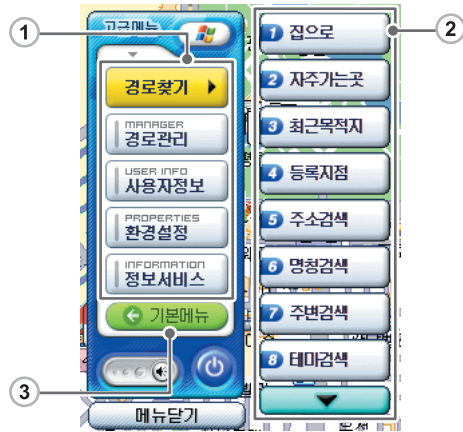 1
고급메뉴
경로찾기
MANAGER
경로관리
USER INFO
사용자정보
PROPERTIES
환경설정
INFORMATION
정보서비스
기본메뉴
3
메뉴닫기
2
1 집으로
2 자주가는곳
3 최근목적지
4 등록지점
5 주소검색
6 명칭검색
7 주변검색
8 테마검색